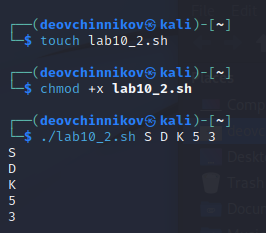 ┌──(deovchinnikov㉿kali)-[~]
└─$ touch lab10_2.sh
┌──(deovchinnikov㉿kali)-[~]
└─$ chmod +x lab10_2.sh
┌──(deovchinnikov㉿kali)-[~]
└─$ ./lab10_2.sh S D K 5 3
S
D
K
5
3